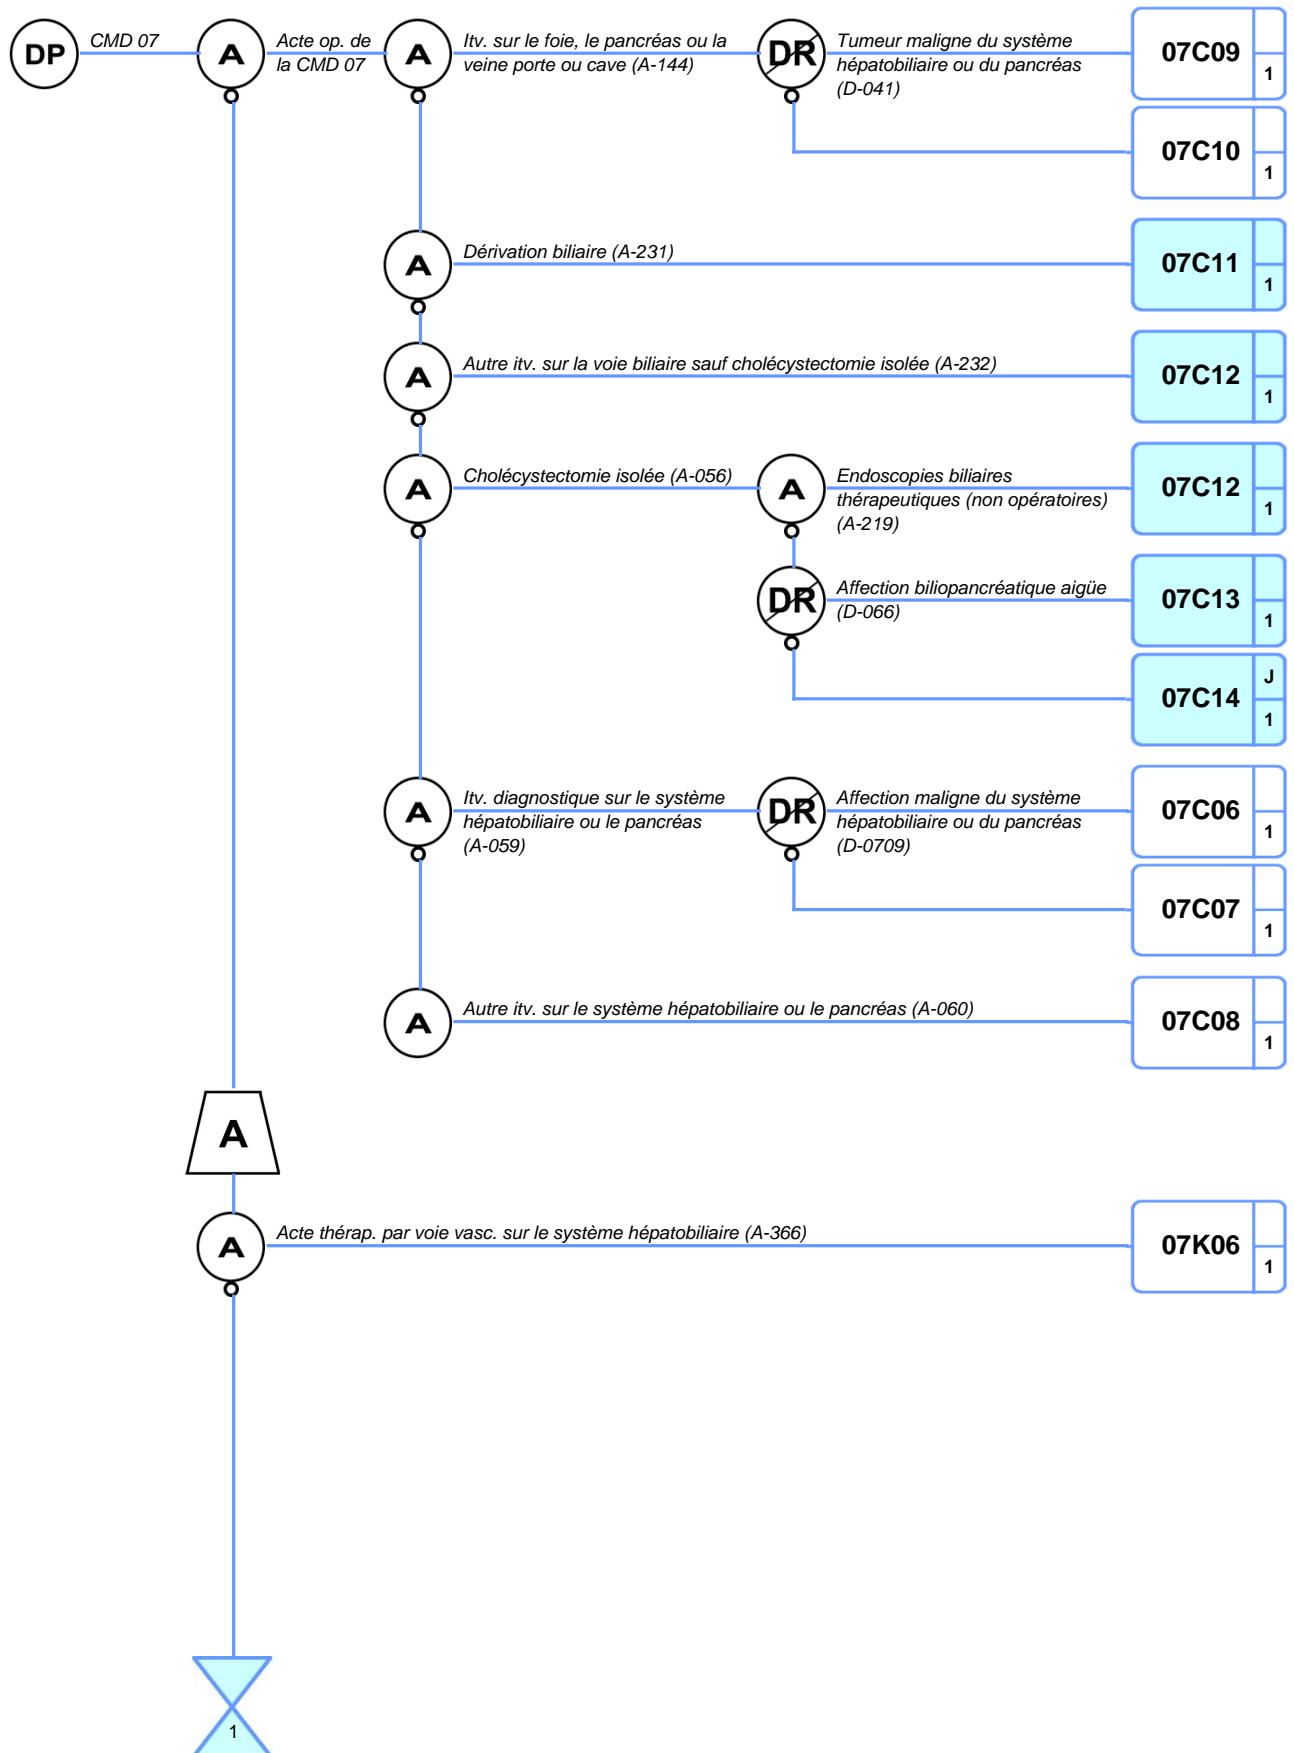 DP
CMD 07
A
Acte op. de
la CMD 07
A
Itv. sur le foie, le pancréas ou la
veine porte ou cave (A-144)
DR
Tumeur maligne du système
hépatobiliaire ou du pancréas
(D-041)
07C09
1
07C10
1
A
Dérivation biliaire (A-231)
07C11
1
A
Autre itv. sur la voie biliaire sauf cholécystectomie isolée (A-232)
07C12
1
A
Cholécystectomie isolée (A-056)
A
Endoscopies biliaires
thérapeutiques (non opératoires)
(A-219)
07C12
1
DR
Affection biliopancréatique aigüe
(D-066)
07C13
1
07C14
J
1
A
Itv. diagnostique sur le système
hépatobiliaire ou le pancréas
(A-059)
DR
Affection maligne du système
hépatobiliaire ou du pancréas
(D-0709)
07C06
1
07C07
1
A
Autre itv. sur le système hépatobiliaire ou le pancréas (A-060)
07C08
1
A
A
Acte thérap. par voie vasc. sur le système hépatobiliaire (A-366)
07K06
1
1